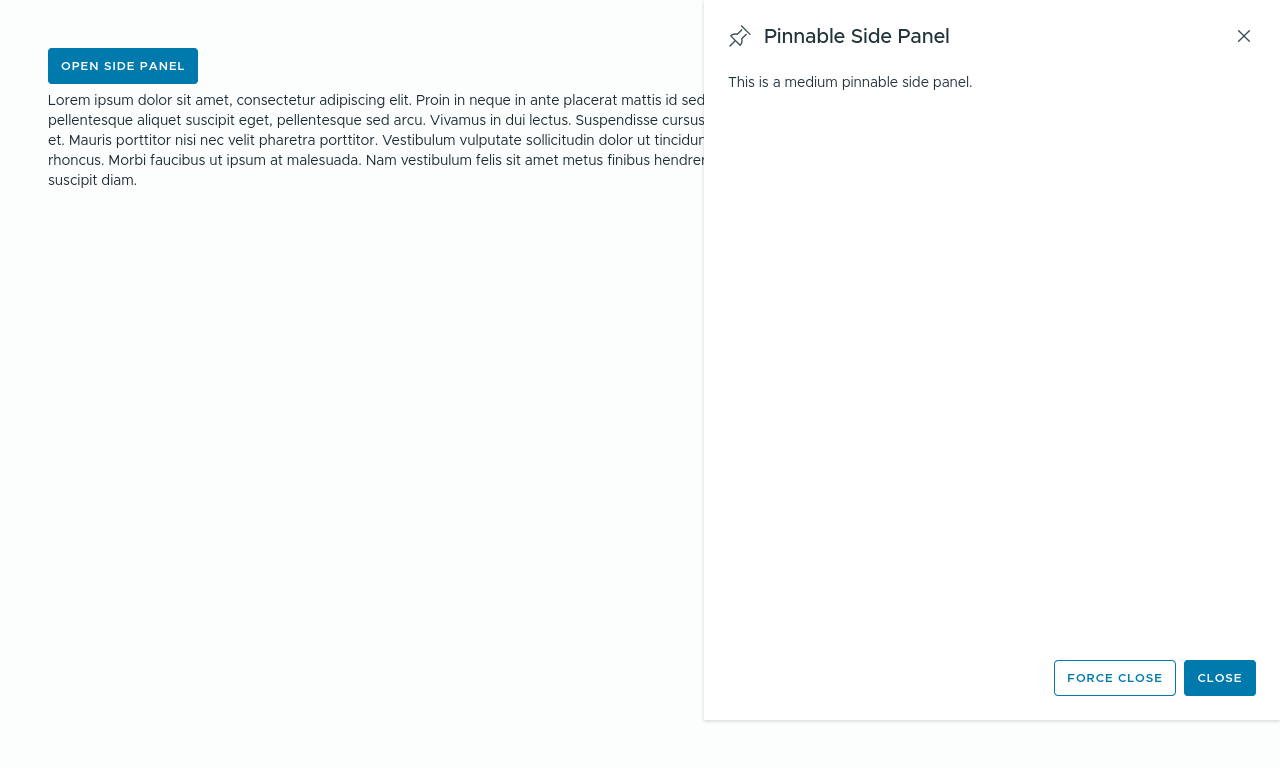 OPEN SIDE PANEL
Lorem ipsum dolor sit amet, consectetur adipiscing elit. Proin in neque in ante placerat mattis id sed
pellentesque aliquet suscipit eget, pellentesque sed arcu. Vivamus in dui lectus. Suspendisse cursus
et. Mauris porttitor nisi nec velit pharetra porttitor. Vestibulum vulputate sollicitudin dolor ut
rhoncus. Morbi faucibus ut ipsum at malesuada. Nam vestibulum felis sit amet metus finibus
suscipit diam.
Pinnable Side Panel
This is a medium pinnable side panel.
FORCE CLOSE
CLOSE